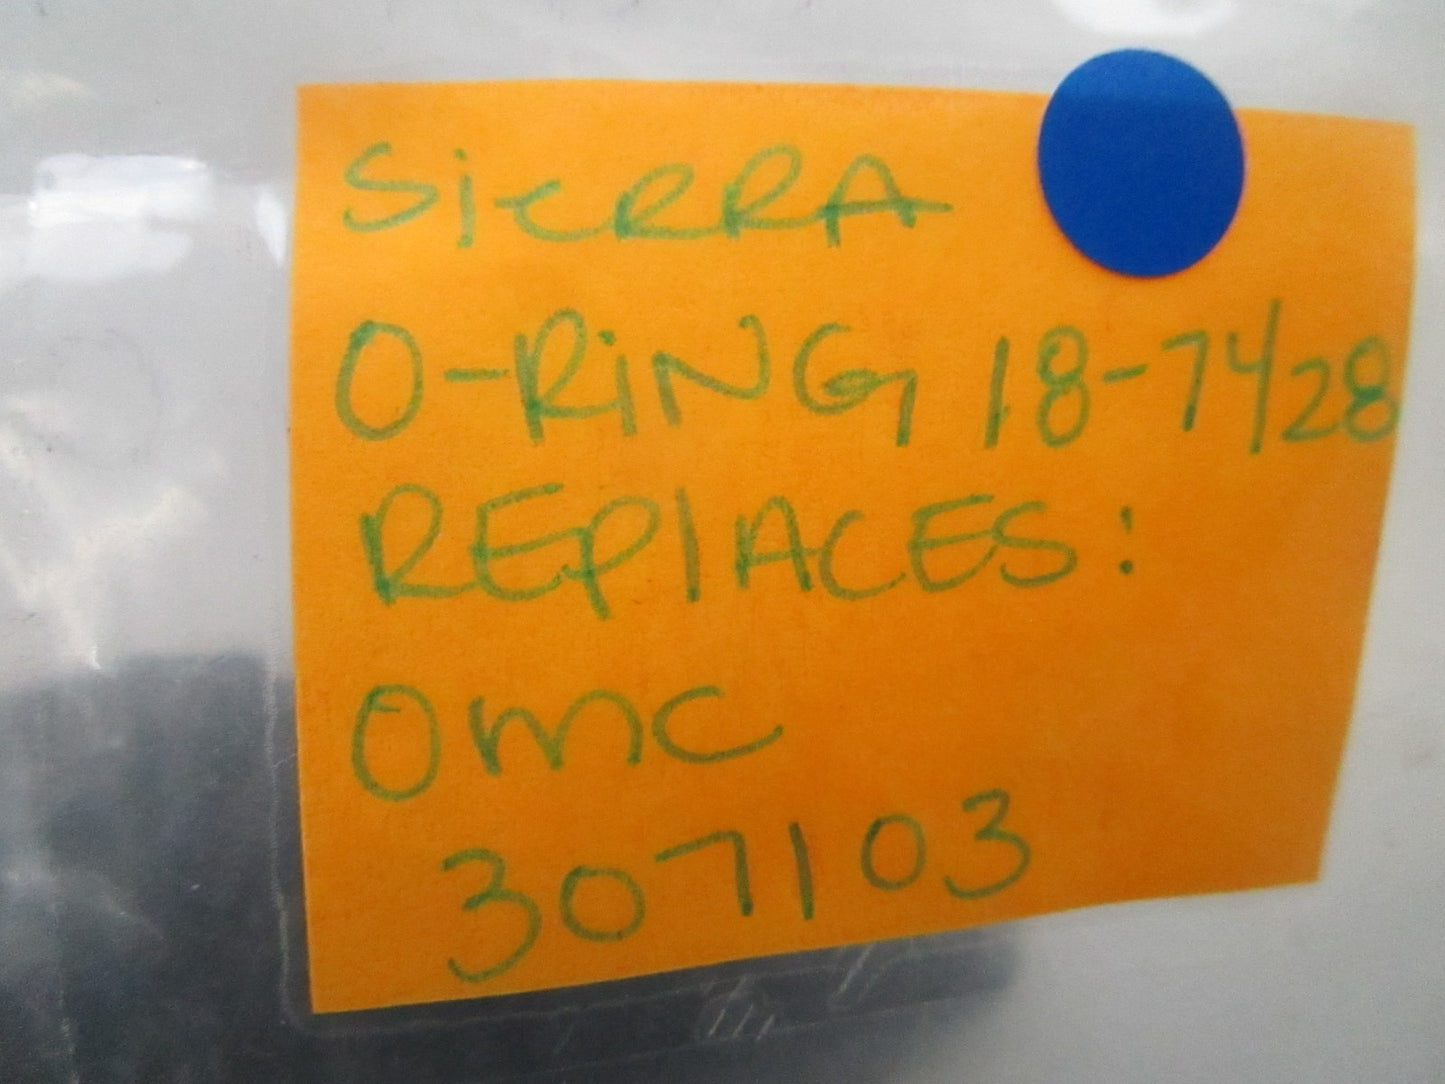 SiERRA
O-RiNG 18-7428
REPlACES:
OMC
307103